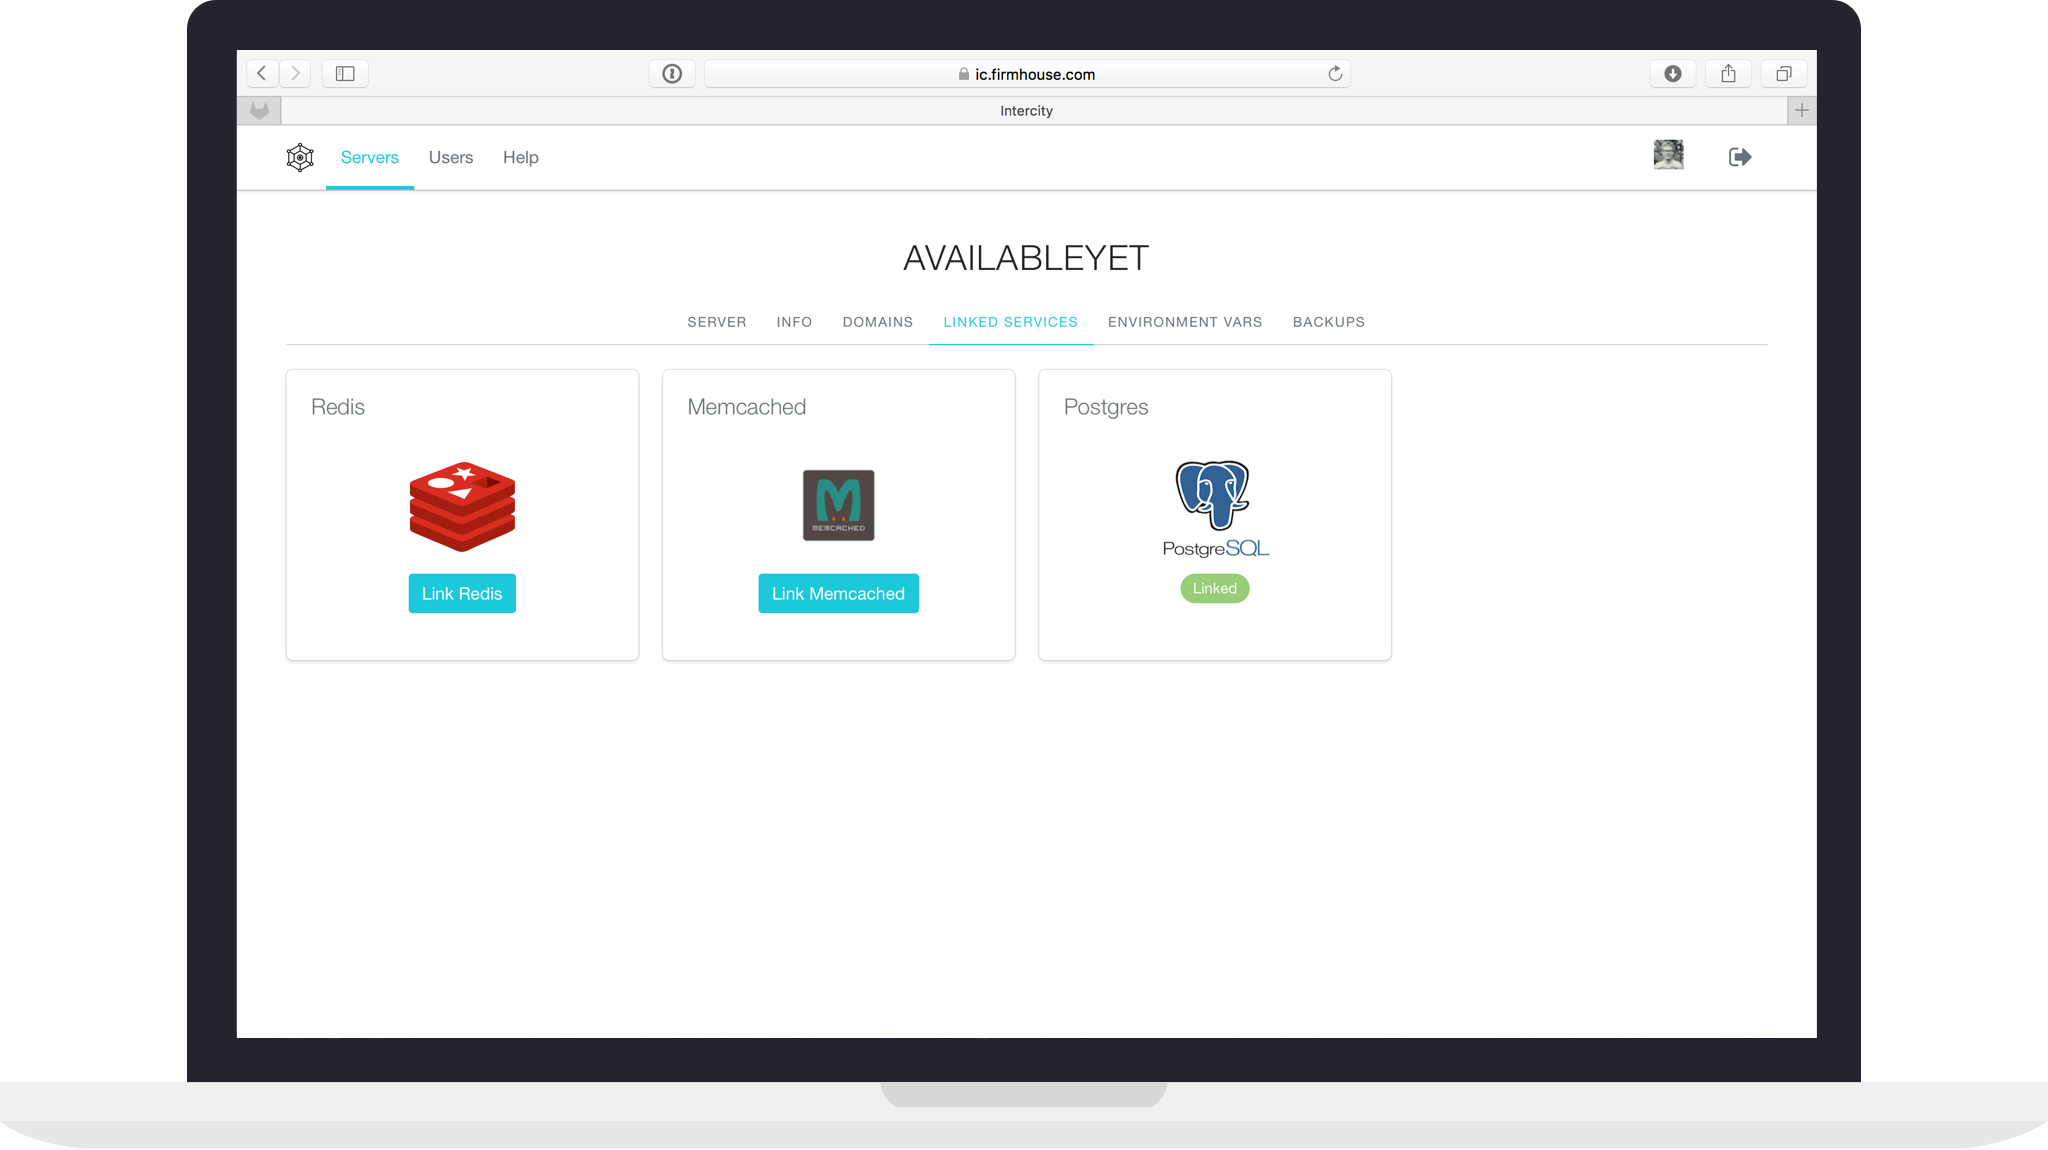 ic.firmhouse.com
Intercity
Servers Users Help
AVAILABLEYET
SERVER INFO DOMAINS LINKED SERVICES ENVIRONMENT VARS BACKUPS
Redis
Memcached
Postgres
MEMCACHED
PostgreSQL
Link Redis
Link Memcached
Linked